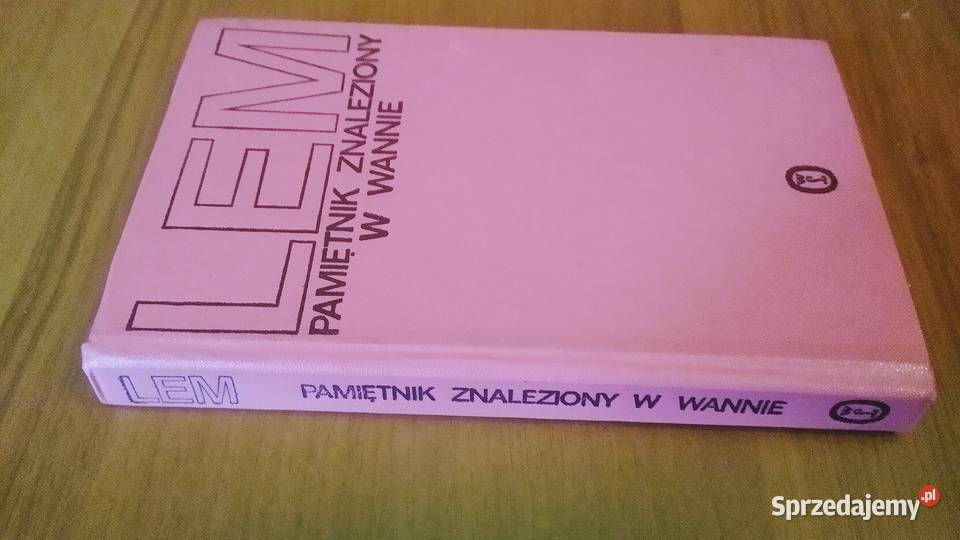 LEM
PAMIĘTNIK ZNALEZIONY
W WANNIE
LEM
PAMIĘTNIK ZNALEZIONY W WANNIE
Sprzedajemy.pl